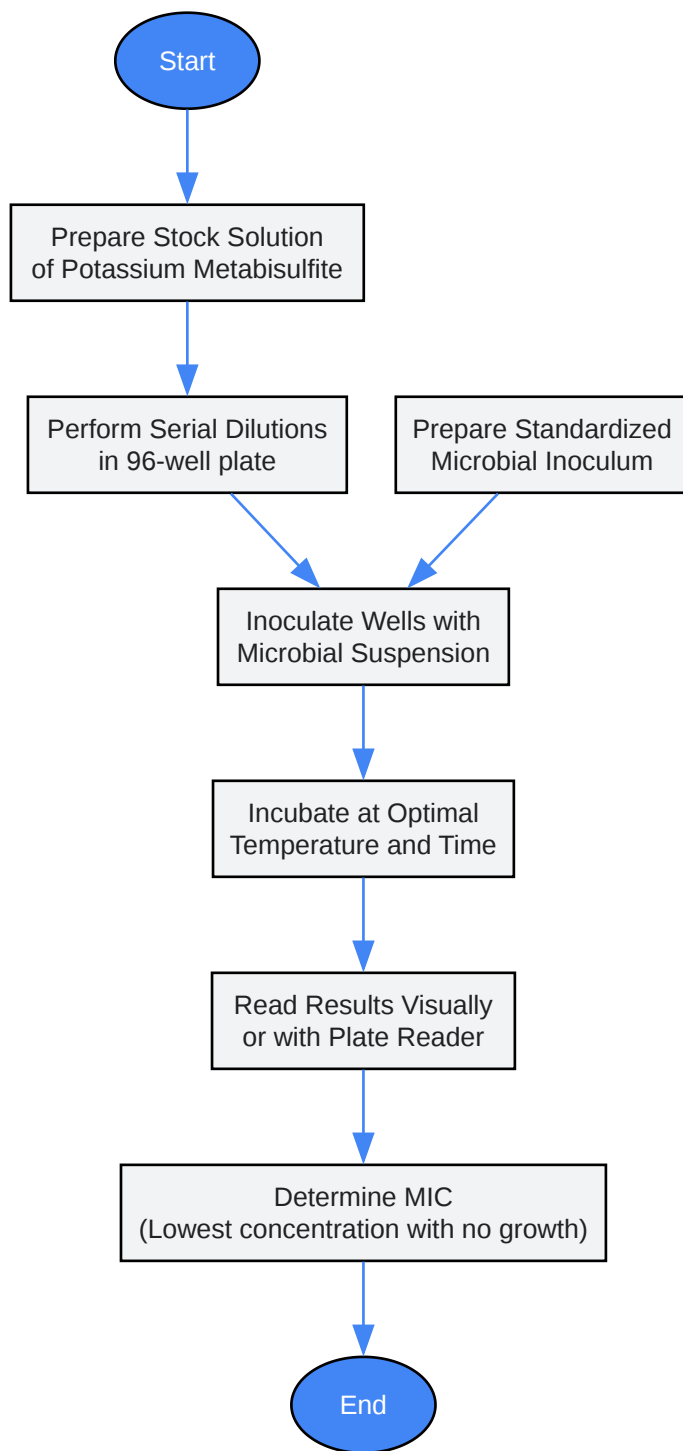 Start
Prepare Stock Solution
of Potassium Metabisulfite
Perform Serial Dilutions
in 96-well plate
Prepare Standardized
Microbial Inoculum
Inoculate Wells with
Microbial Suspension
Incubate at Optimal
Temperature and Time
Read Results Visually
or with Plate Reader
Determine MIC
(Lowest concentration with no growth)
End